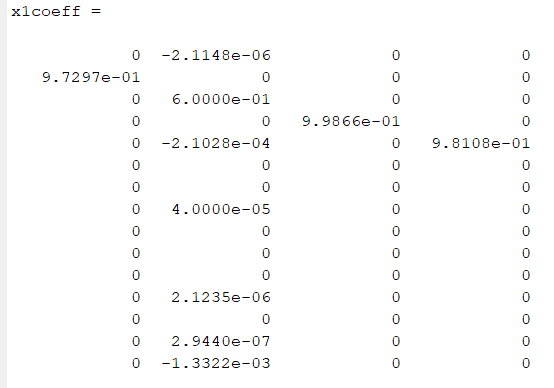 x1coeff =
0 -2.1148e-06 0 0
9.7297e-01 0 0 0
0 6.0000e-01 0 0
0 0 9.9866e-01 0
0 -2.1028e-04 0 9.8108e-01
0 0 0 0
0 0 0 0
0 4.0000e-05 0 0
0 0 0 0
0 0 0 0
0 0 0 0
0 2.1235e-06 0 0
0 0 0 0
0 2.9440e-07 0 0
0 -1.3322e-03 0 0